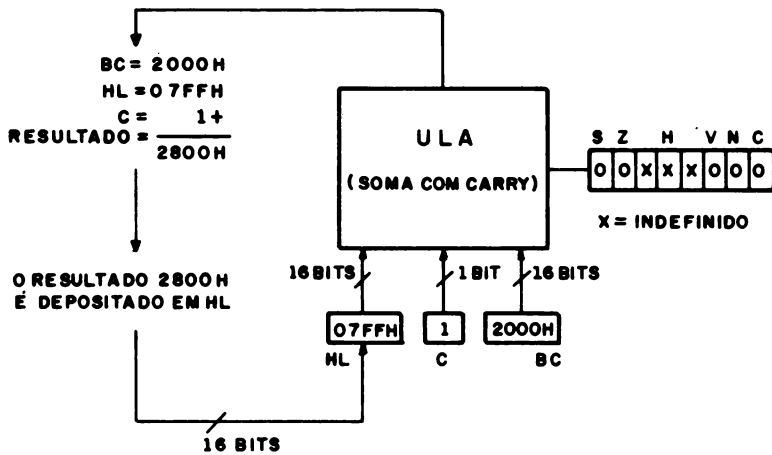 BC = 2000H
HL = 07FFH
C = 1+
RESULTADO = 2800H
O RESULTADO 2800H
É DEPOSITADO EM HL
16 BITS
ULA
(SOMA COM CARRY)
S Z H V N C
0 0 X X X 0 0 0
X = INDEFINIDO
16 BITS 1 BIT 16 BITS
07FFH 1 2000H
HL C BC